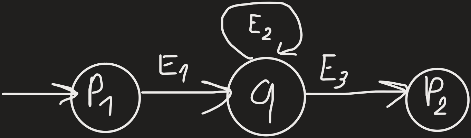 E₂
P₁ E₁ q E₃ P₂